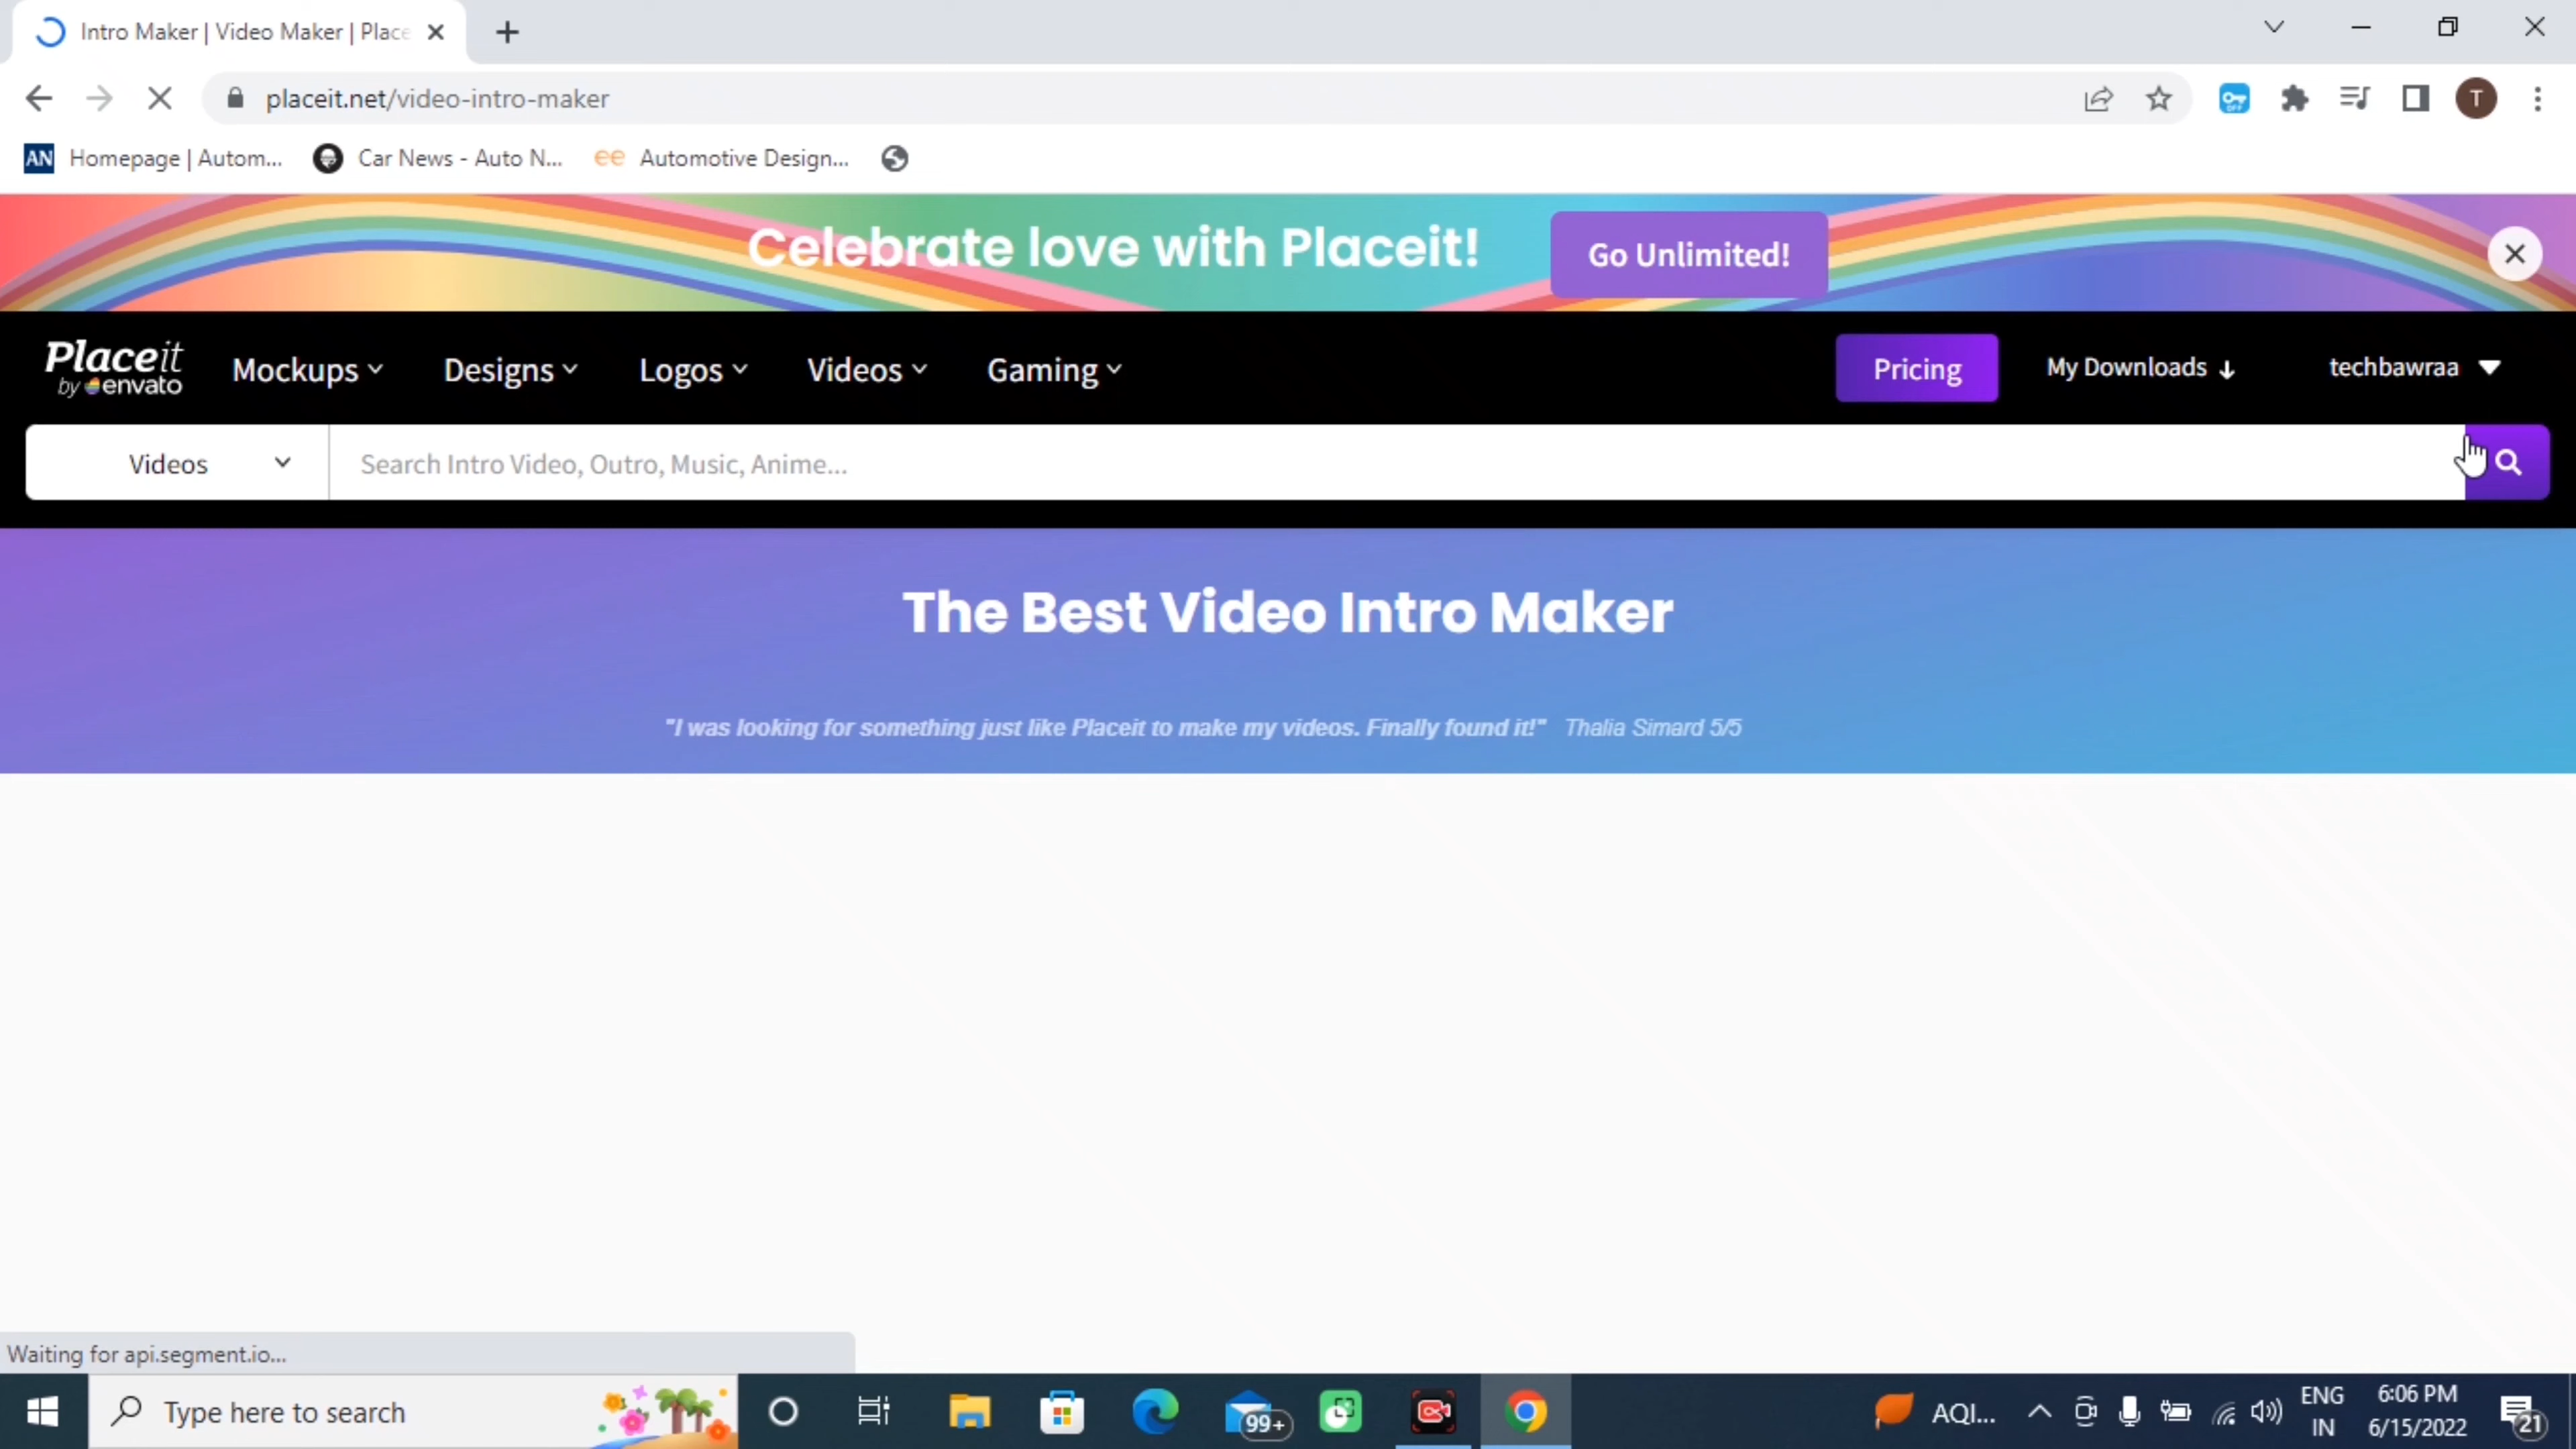 Intro Maker | Video Maker | Place
placeit.net/video-intro-maker
T
AN Homepage | Autom...
Car News - Auto N...
ee Automotive Design...
Celebrate love with Placeit!
Go Unlimited!
Placeit
by envato
Mockups
Designs
Logos
Videos
Gaming
Pricing
My Downloads
techbawraa
Videos
Search Intro Video, Outro, Music, Anime...
The Best Video Intro Maker
"I was looking for something just like Placeit to make my videos. Finally found it!" Thalia Simard 5/5
Waiting for api.segment.io...
Type here to search
99+
AQI...
ENG
IN
6:06 PM
6/15/2022
21